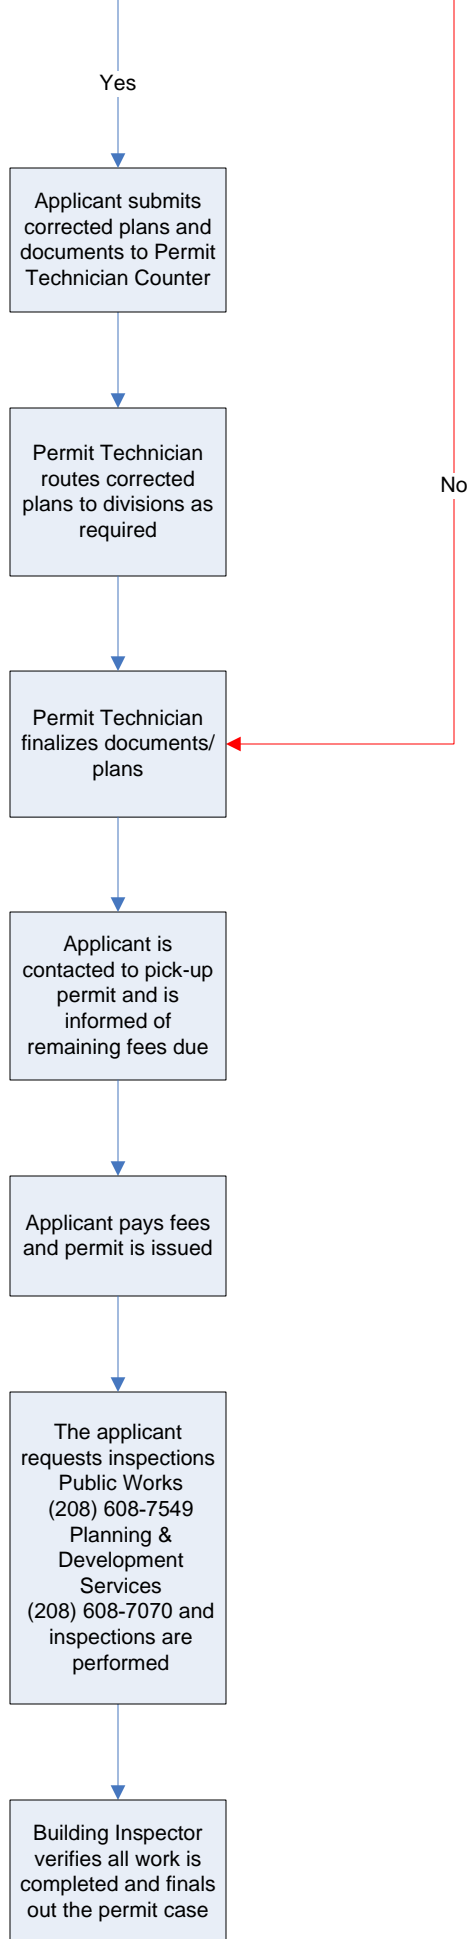 Yes
Applicant submits
corrected plans and
documents to Permit
Technician Counter
Permit Technician
routes corrected
plans to divisions as
required
No
Permit Technician
finalizes documents/
plans
Applicant is
contacted to pick-up
permit and is
informed of
remaining fees due
Applicant pays fees
and permit is issued
The applicant
requests inspections
Public Works
(208) 608-7549
Planning &
Development
Services
(208) 608-7070 and
inspections are
performed
Building Inspector
verifies all work is
completed and finals
out the permit case